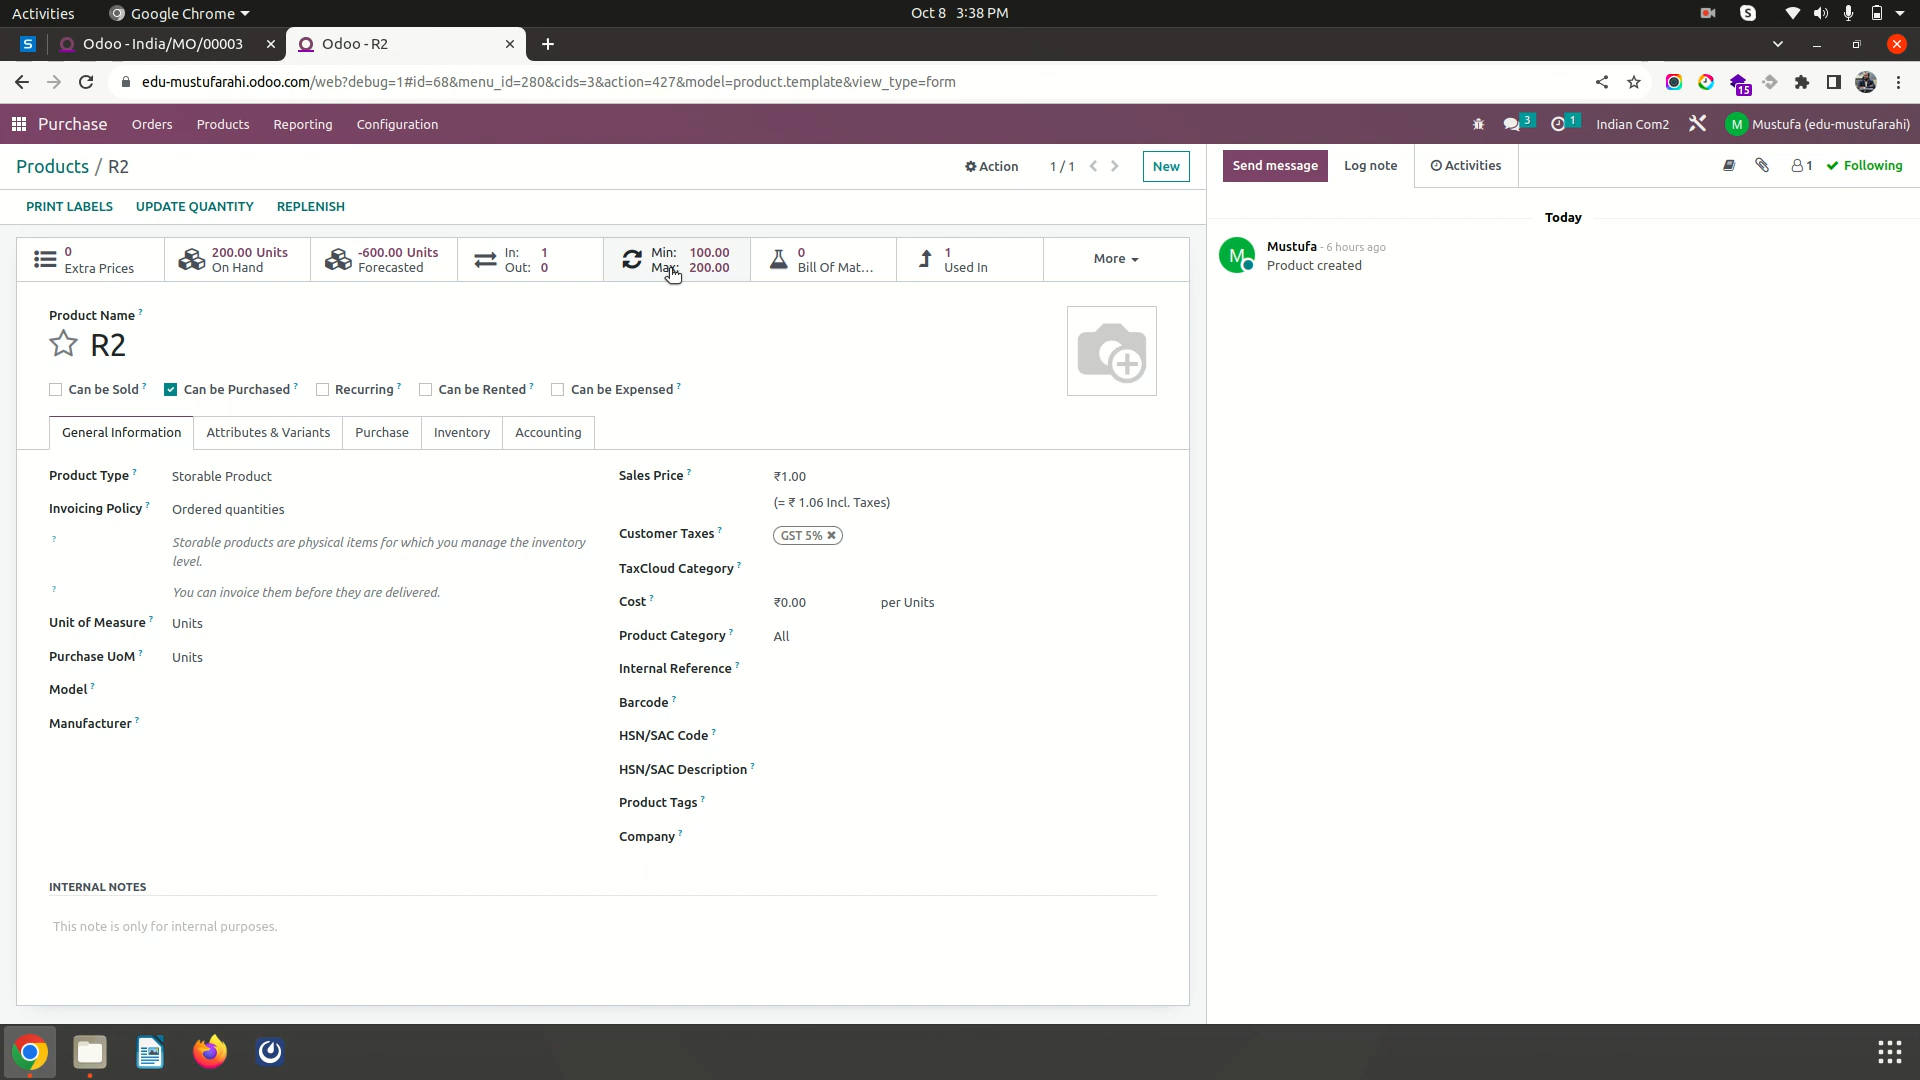 Activities
Google Chrome
Oct 8 3:38 PM
S
S
Odoo - India/MO/00003
Odoo - R2
edu-mustufarahi.odoo.com/web?debug=1#id=68&menu_id=280&cids=3&action=427&model=product.template&view_type=form
15
Purchase
Orders
Products
Reporting
Configuration
3
1
Indian Com2
M
Mustufa (edu-mustufarahi)
Products / R2
Action
1 / 1
New
Send message
Log note
Activities
1
Following
PRINT LABELS
UPDATE QUANTITY
REPLENISH
Today
0
Extra Prices
200.00 Units
On Hand
-600.00 Units
Forecasted
In: 1
Out: 0
Min: 100.00
Max: 200.00
0
Bill Of Mat...
1
Used In
More
M
Mustufa - 6 hours ago
Product created
Product Name ?
R2
Can be Sold ?
Can be Purchased ?
Recurring ?
Can be Rented ?
Can be Expensed ?
General Information
Attributes & Variants
Purchase
Inventory
Accounting
Product Type ? Storable Product
Invoicing Policy ? Ordered quantities
?
Storable products are physical items for which you manage the inventory
level.
?
You can invoice them before they are delivered.
Unit of Measure ? Units
Purchase UoM ? Units
Model ?
Manufacturer ?
Sales Price ? ₹1.00
(= ₹ 1.06 Incl. Taxes)
Customer Taxes ? GST 5% ✖
TaxCloud Category ?
Cost ? ₹0.00 per Units
Product Category ? All
Internal Reference ?
Barcode ?
HSN/SAC Code ?
HSN/SAC Description ?
Product Tags ?
Company ?
INTERNAL NOTES
This note is only for internal purposes.